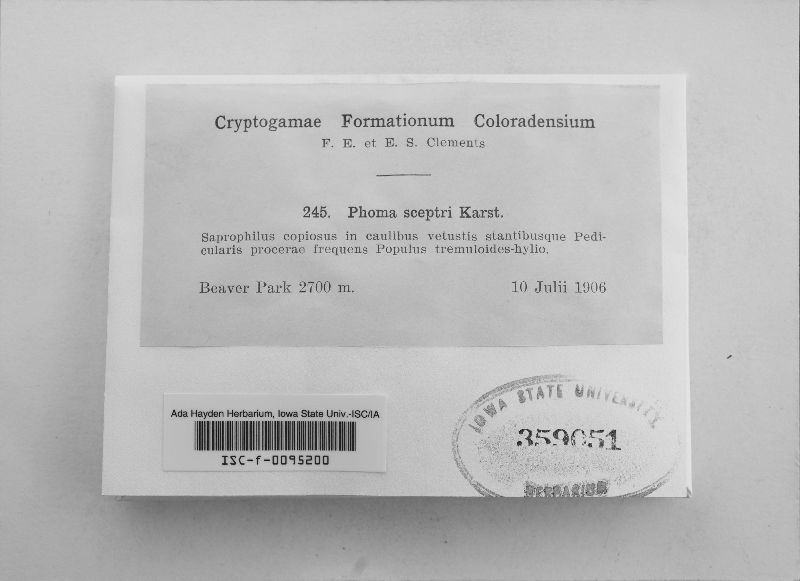 Cryptogamae Formationum Coloradensium
F. E. et E. S. Clements
245. Phoma sceptri Karst.
Saprophilus copiosus in caulibus vetustis stantibusque Pedi-
cularis procerae frequens Populus tremuloides-hylio.
Beaver Park 2700 m. 10 Julii 1906
Ada Hayden Herbarium, Iowa State Univ.-ISC/IA
ISC-f-0095200
IOWA STATE UNIVERSITY
359051
HERBARIUM